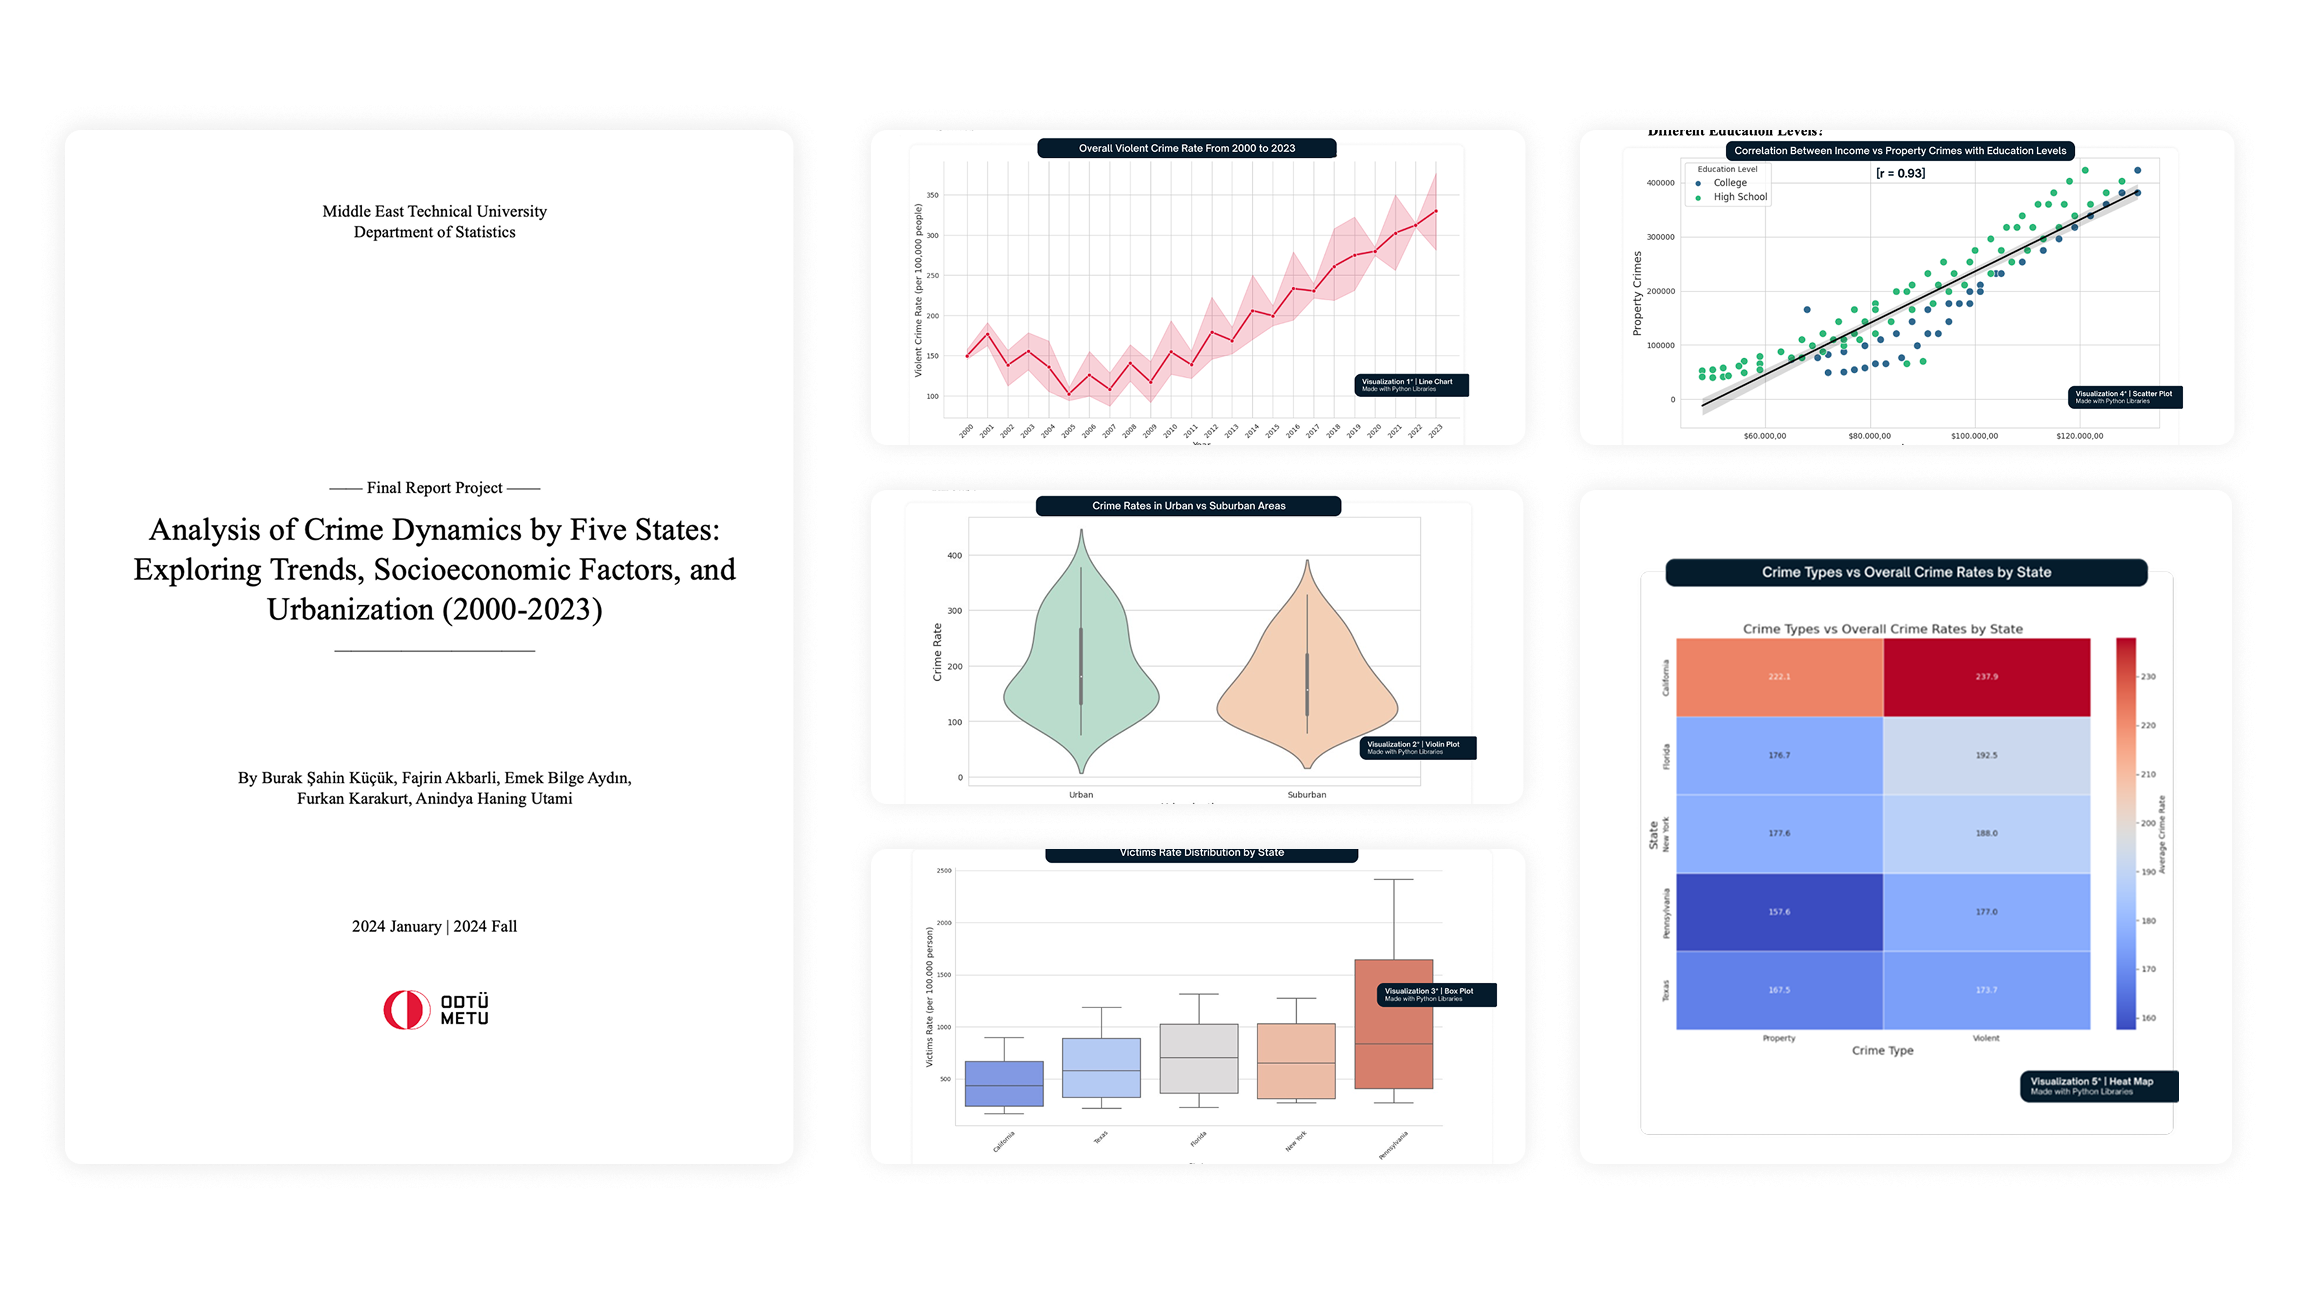 Middle East Technical University
Department of Statistics
Final Report Project
Analysis of Crime Dynamics by Five States:
Exploring Trends, Socioeconomic Factors, and
Urbanization (2000-2023)
By Burak Şahin Küçük, Fajrin Akbarli, Emek Bilge Aydın,
Furkan Karakurt, Anindya Haning Utami
2024 January | 2024 Fall
ODTÜ
METU
Overall Violent Crime Rate From 2000 to 2023
Violent Crime Rate (per 100,000 people)
350
300
250
200
150
100
2000 2001 2002 2003 2004 2005 2006 2007 2008 2009 2010 2011 2012 2013 2014 2015 2016 2017 2018 2019 2020 2021 2022 2023
Year
Visualization 1* | Line Chart
Made with Python Libraries
Crime Rates in Urban vs Suburban Areas
Crime Rate
400
300
200
100
0
Urban Suburban
Visualization 2* | Violin Plot
Made with Python Libraries
Victims Rate Distribution by State
Victims Rate (per 100.000 person)
2500
2000
1500
1000
500
California Texas Florida New York Pennsylvania
Visualization 3* | Box Plot
Made with Python Libraries
Different Education Levels?
Correlation Between Income vs Property Crimes with Education Levels
[r = 0.93]
Education Level
College
High School
Property Crimes
400000
300000
200000
100000
0
$60.000,00 $80.000,00 $100.000,00 $120.000,00
Visualization 4* | Scatter Plot
Made with Python Libraries
Crime Types vs Overall Crime Rates by State
Crime Types vs Overall Crime Rates by State
State
California 222.1 237.9
Florida 176.7 192.5
New York 177.6 188.0
Pennsylvania 157.6 177.0
Texas 167.5 173.7
Property Violent
Crime Type
230
220
210
200
190
180
170
160
Average Crime Rate
Visualization 5* | Heat Map
Made with Python Libraries